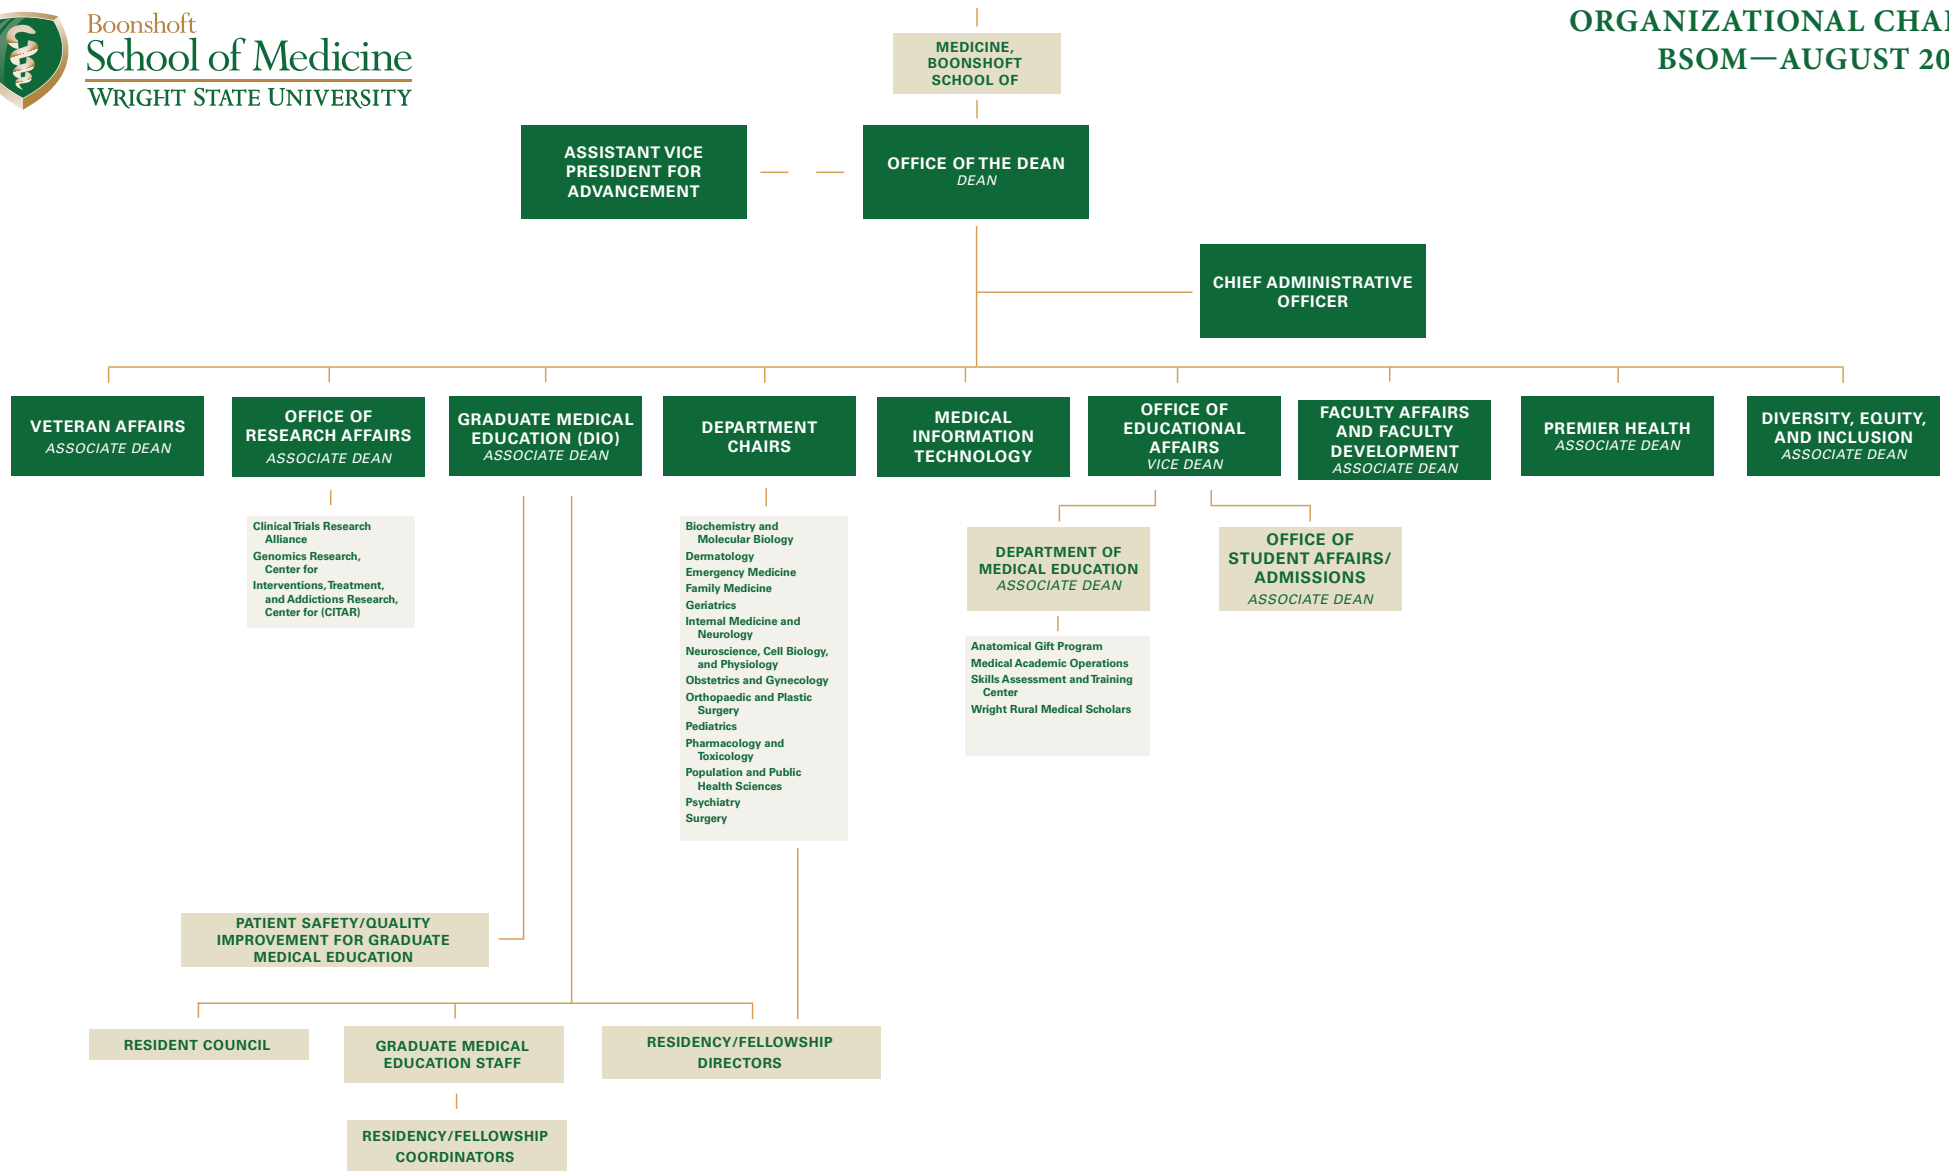 Boonshoft
School of Medicine
WRIGHT STATE UNIVERSITY
ORGANIZATIONAL
BSOM—AUGUST
MEDICINE,
BOONSHOFT
SCHOOL OF
ASSISTANT VICE
PRESIDENT FOR
ADVANCEMENT
OFFICE OF THE DEAN
DEAN
CHIEF ADMINISTRATIVE
OFFICER
VETERAN AFFAIRS
ASSOCIATE DEAN
OFFICE OF
RESEARCH AFFAIRS
ASSOCIATE DEAN
GRADUATE MEDICAL
EDUCATION (DIO)
ASSOCIATE DEAN
DEPARTMENT
CHAIRS
MEDICAL
INFORMATION
TECHNOLOGY
OFFICE OF
EDUCATIONAL
AFFAIRS
VICE DEAN
FACULTY AFFAIRS
AND FACULTY
DEVELOPMENT
ASSOCIATE DEAN
PREMIER HEALTH
ASSOCIATE DEAN
DIVERSITY, EQUITY,
AND INCLUSION
ASSOCIATE DEAN
Clinical Trials Research
Alliance
Genomics Research,
Center for
Interventions, Treatment,
and Addictions Research,
Center for (CITAR)
Biochemistry and
Molecular Biology
Dermatology
Emergency Medicine
Family Medicine
Geriatrics
Internal Medicine and
Neurology
Neuroscience, Cell Biology,
and Physiology
Obstetrics and Gynecology
Orthopaedic and Plastic
Surgery
Pediatrics
Pharmacology and
Toxicology
Population and Public
Health Sciences
Psychiatry
Surgery
DEPARTMENT OF
MEDICAL EDUCATION
ASSOCIATE DEAN
OFFICE OF
STUDENT AFFAIRS/
ADMISSIONS
ASSOCIATE DEAN
Anatomical Gift Program
Medical Academic Operations
Skills Assessment and Training
Center
Wright Rural Medical Scholars
PATIENT SAFETY/QUALITY
IMPROVEMENT FOR GRADUATE
MEDICAL EDUCATION
RESIDENT COUNCIL
GRADUATE MEDICAL
EDUCATION STAFF
RESIDENCY/FELLOWSHIP
DIRECTORS
RESIDENCY/FELLOWSHIP
COORDINATORS